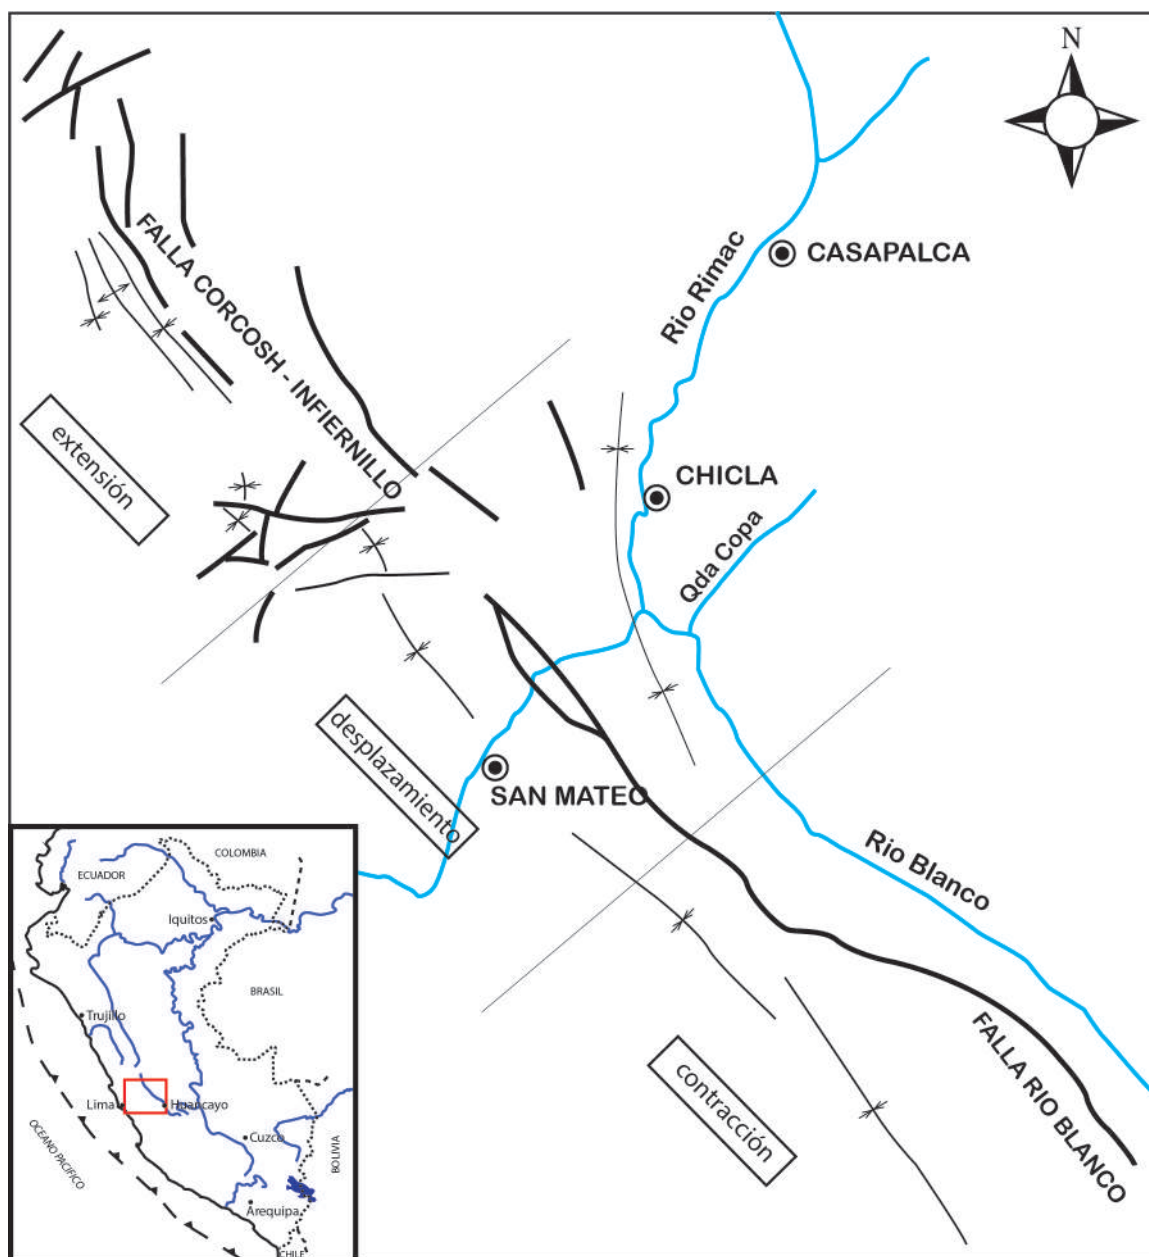 N
CASAPALCA
Rio Rimac
FALLA CORCOSH - INFIERNILLO
extensión
CHICLA
Qda Copa
desplazamiento
SAN MATEO
Rio Blanco
FALLA RIO BLANCO
contracción
COLOMBIA
ECUADOR
Iquitos
BRASIL
Trujillo
Lima
Huancayo
Cuzco
OCEANO PACIFICO
BOLIVIA
Arequipa
CHILE